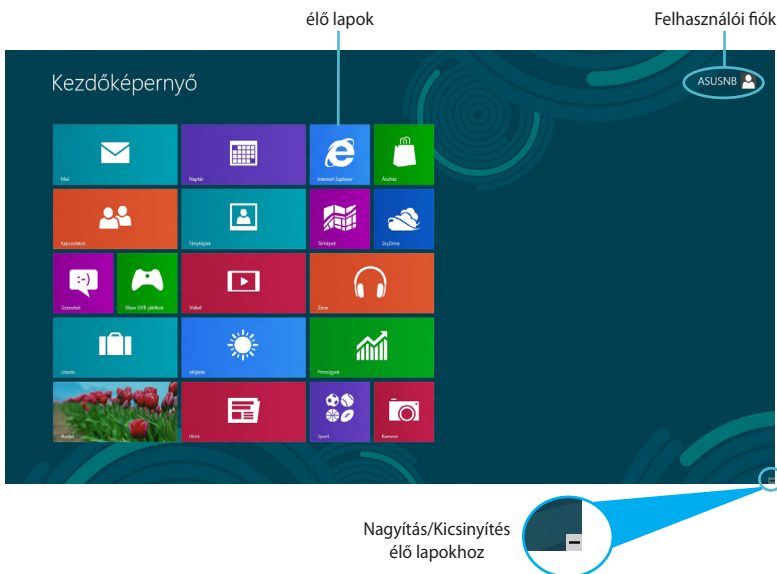 élő lapok
Felhasználói fiók
Kezdőképernyő
ASUSNB
Mail
Naptár
Internet Explorer
Áruház
Kapcsolatok
Fényképek
Térképek
SkyDrive
Üzenetek
Xbox LIVE játékok
Videó
Zene
Utazás
Időjárás
Pénzügyek
Asztal
Hírek
Sport
Kamera
Nagyítás/Kicsinyítés
élő lapokhoz